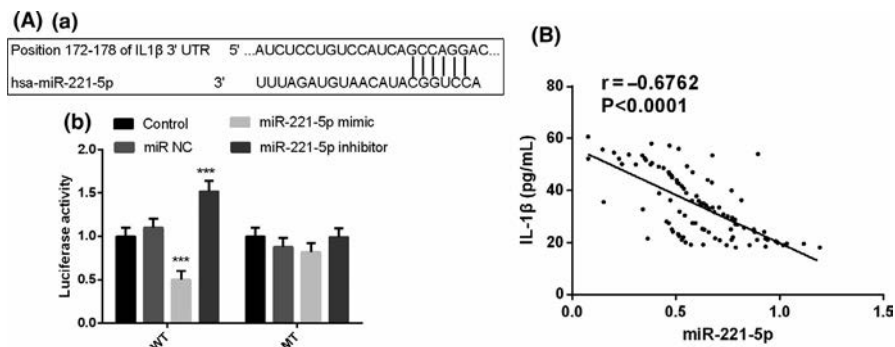 (A) (a)
Position 172-178 of IL1β 3' UTR 5' ...AUCUCCUGUCCAUCAGCCAGGAC...
hsa-miR-221-5p 3' UUUAGAUGUAACAUACGGUCCA
(b)
Control
miR NC
miR-221-5p mimic
miR-221-5p inhibitor
Luciferase activity
2.0
1.5
1.0
0.5
0.0
***
***
WT
MT
(B)
r=-0.6762
P<0.0001
IL-1β (pg/mL)
80
60
40
20
0
0.0
0.5
1.0
1.5
miR-221-5p